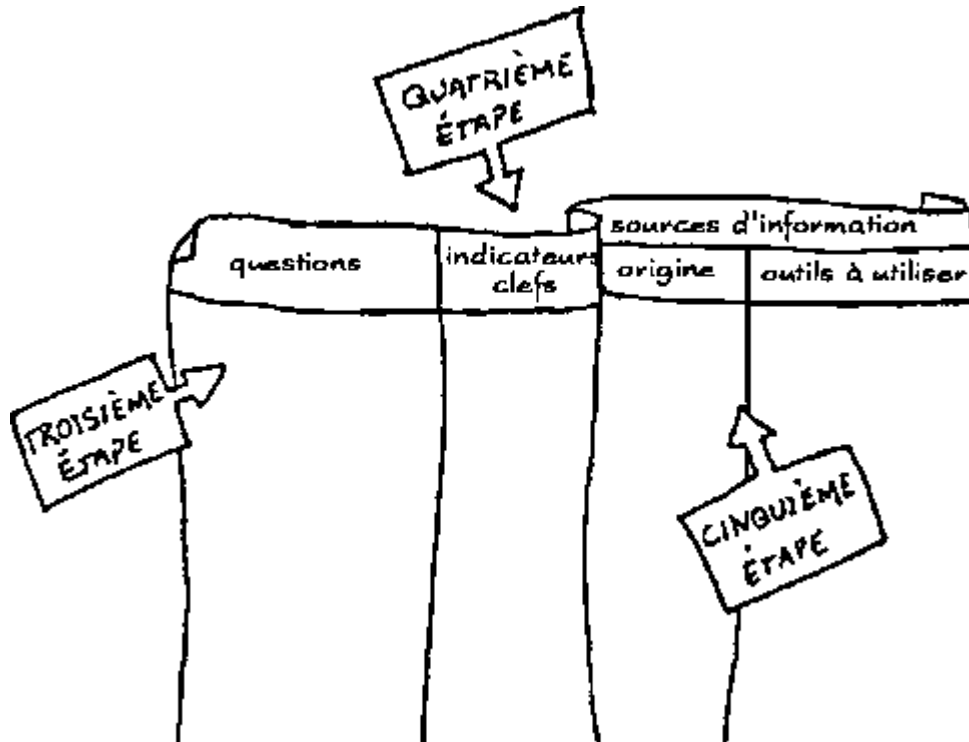 QUATRIÈME
ÉTAPE
sources d'information
questions
indicateurs
clefs
origine
outils à utiliser
TROISIÈME
ÉTAPE
CINQUIÈME
ÉTAPE